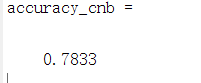 accuracy_cnb =
0.7833